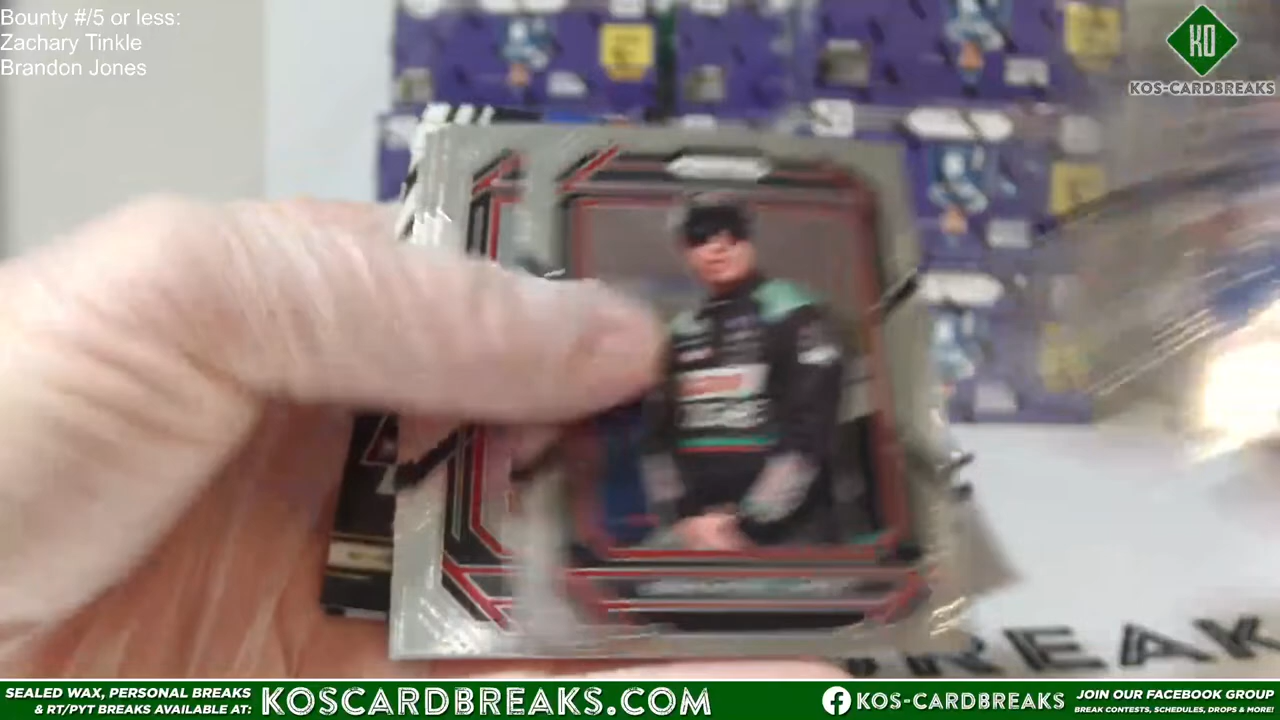 Bounty #/5 or less:
Zachary Tinkle
Brandon Jones
KO
KOS-CARDBREAKS
REAK
SEALED WAX, PERSONAL BREAKS
& RT/PYT BREAKS AVAILABLE AT:
KOSCARDBREAKS.COM
KOS-CARDBREAKS
JOIN OUR FACEBOOK GROUP
BREAK CONTESTS, SCHEDULES, DROPS & MORE!